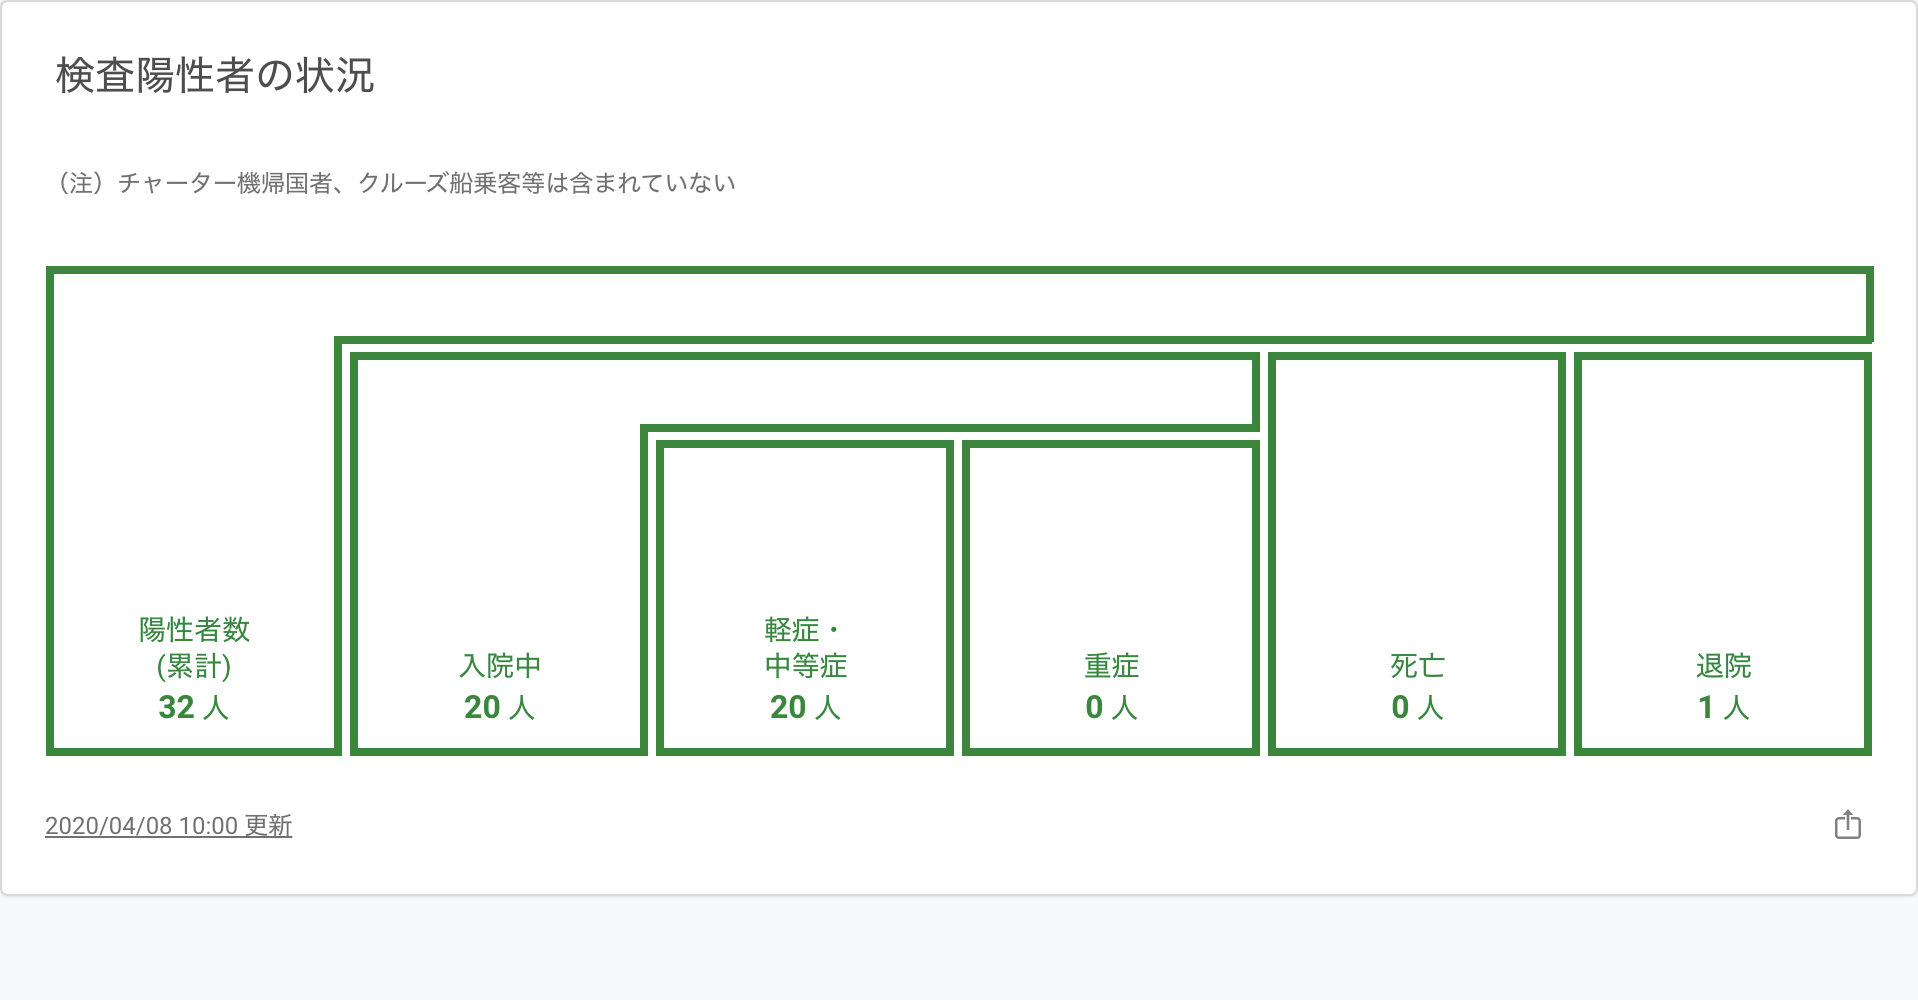 検査陽性者の状況
（注）チャーター機帰国者、クルーズ船乗客等は含まれていない
陽性者数
(累計)
32 人
入院中
20 人
軽症・
中等症
20 人
重症
0 人
死亡
0 人
退院
1 人
2020/04/08 10:00 更新